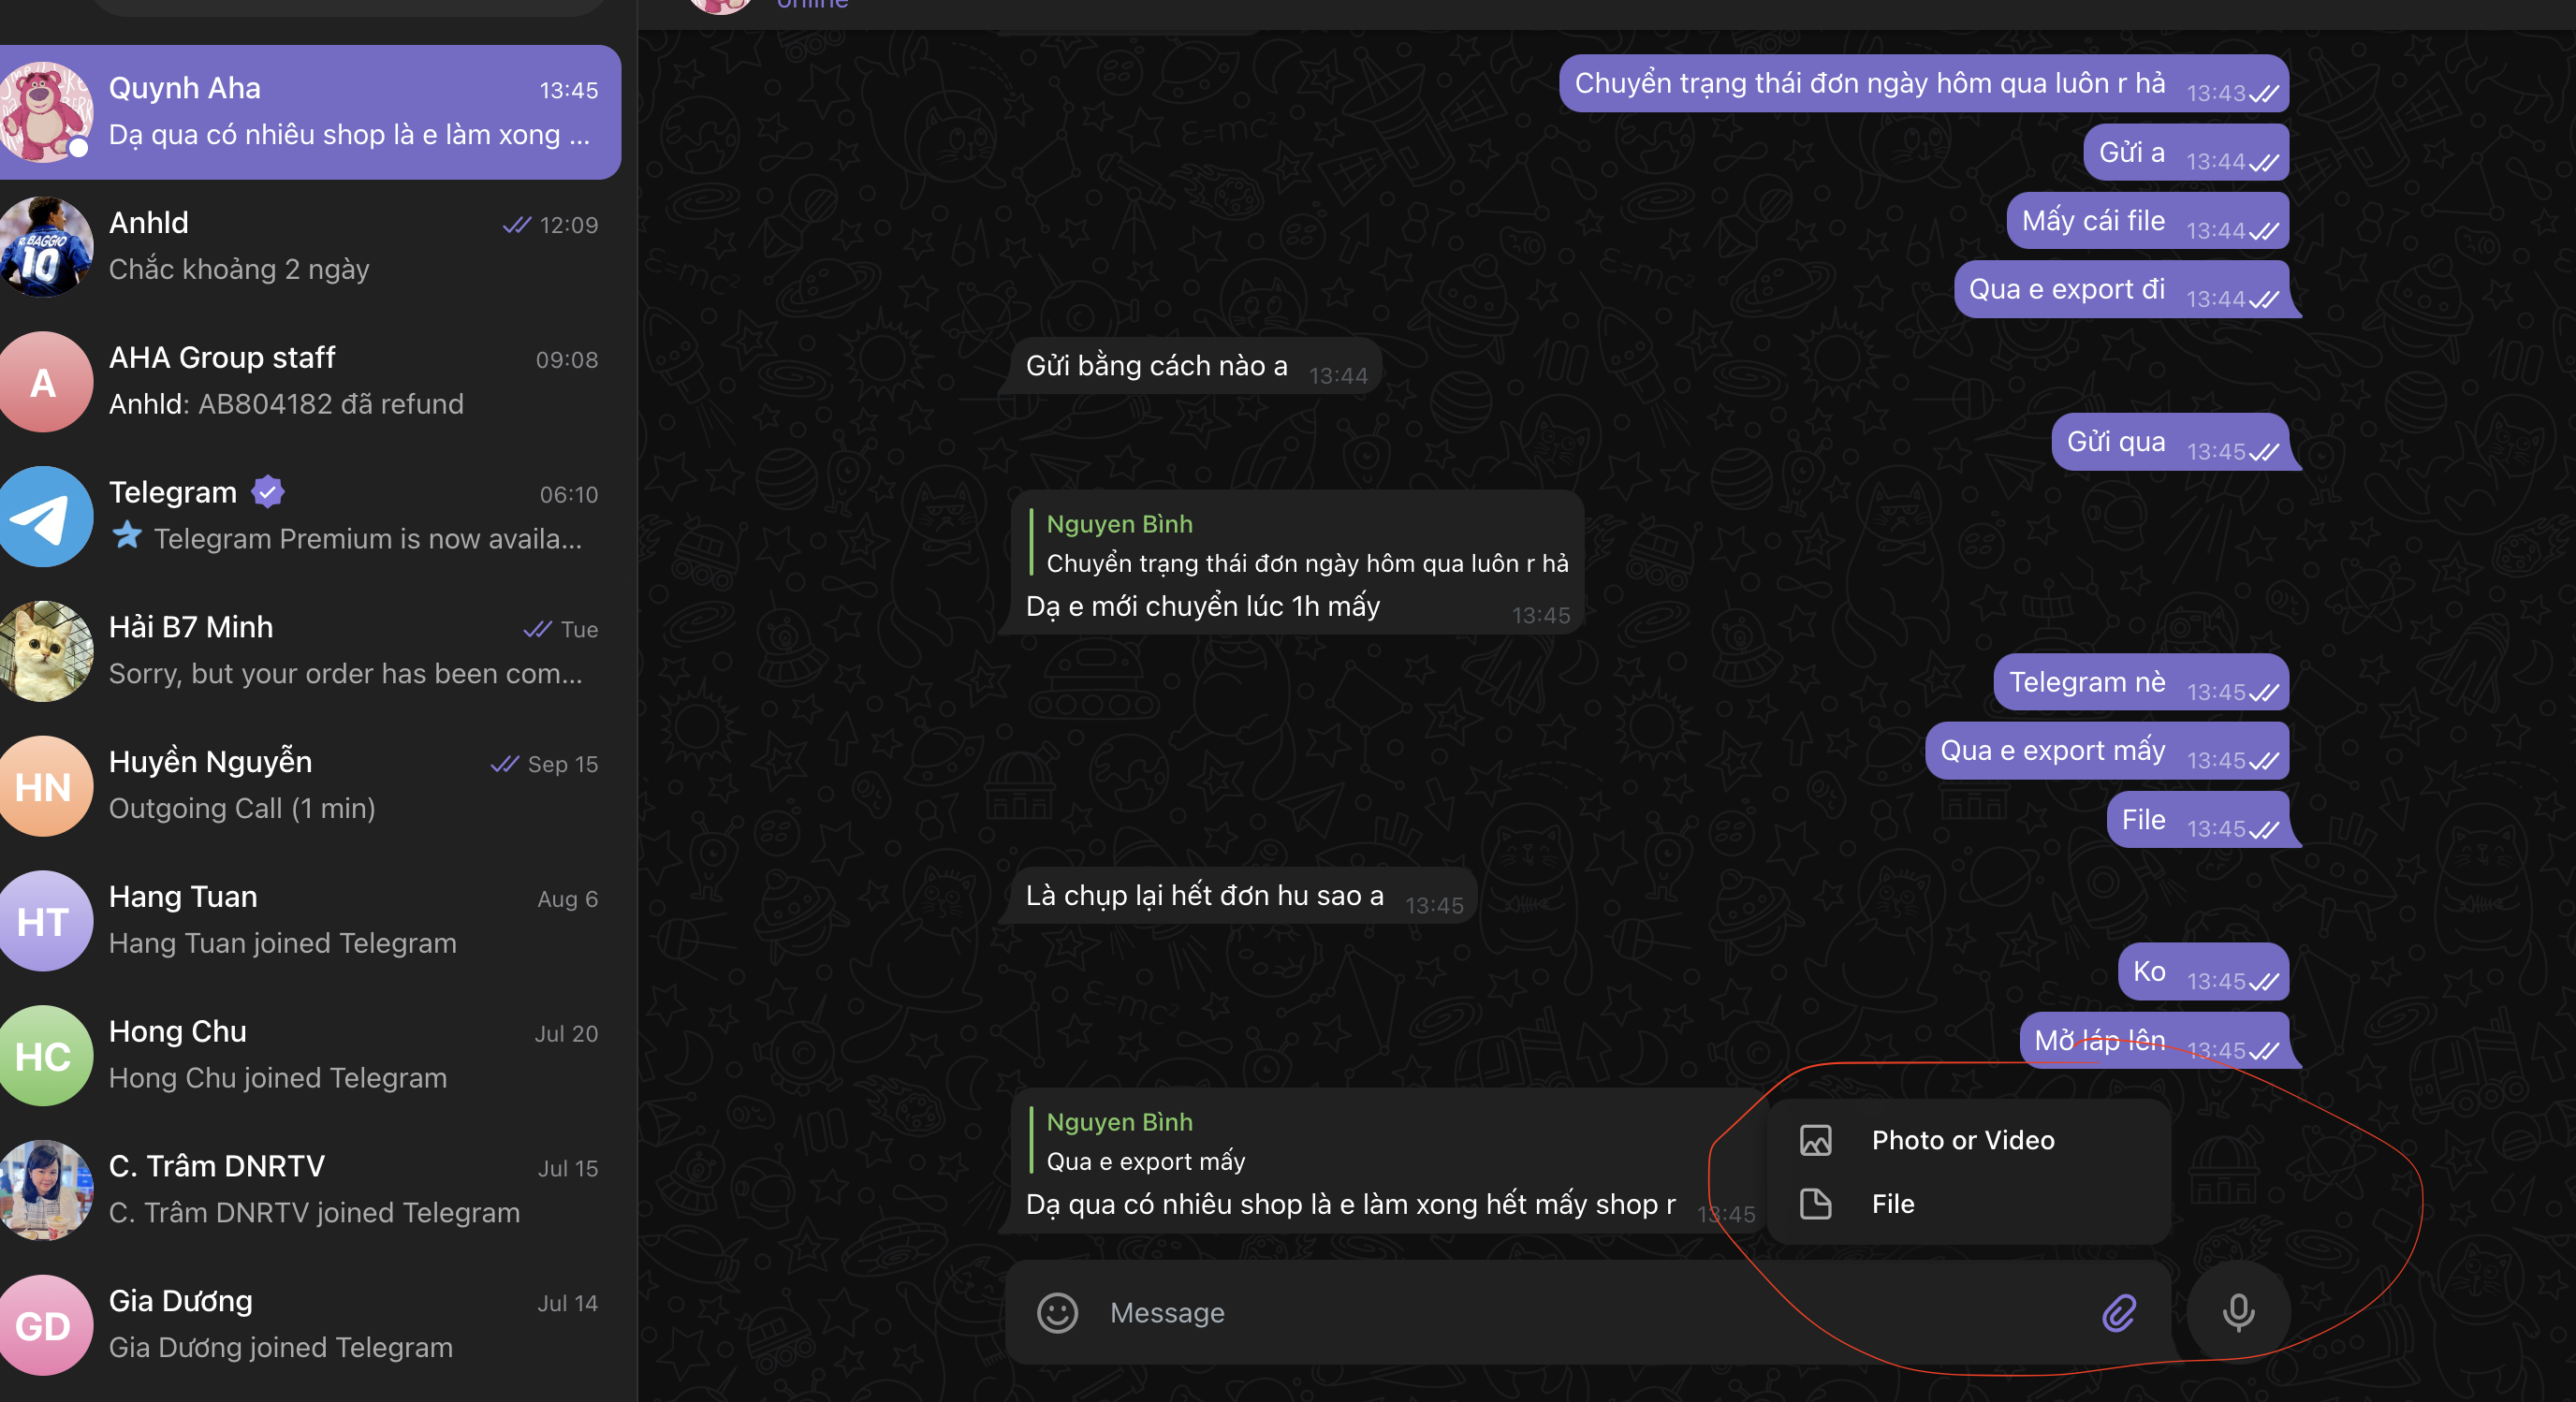 online
Quynh Aha 13:45
Dạ qua có nhiêu shop là e làm xong ...
Anhld 12:09
Chắc khoảng 2 ngày
A
AHA Group staff 09:08
Anhld: AB804182 đã refund
Telegram 06:10
Telegram Premium is now availa...
Hải B7 Minh Tue
Sorry, but your order has been com...
HN
Huyền Nguyễn Sep 15
Outgoing Call (1 min)
HT
Hang Tuan Aug 6
Hang Tuan joined Telegram
HC
Hong Chu Jul 20
Hong Chu joined Telegram
C. Trâm DNRTV Jul 15
C. Trâm DNRTV joined Telegram
GD
Gia Dương Jul 14
Gia Dương joined Telegram
Chuyển trạng thái đơn ngày hôm qua luôn r hả 13:43
Gửi a 13:44
Mấy cái file 13:44
Qua e export đi 13:44
Gửi bằng cách nào a 13:44
Gửi qua 13:45
Nguyen Bình
Chuyển trạng thái đơn ngày hôm qua luôn r hả
Dạ e mới chuyển lúc 1h mấy 13:45
Telegram nè 13:45
Qua e export mấy 13:45
File 13:45
Là chụp lại hết đơn hu sao a 13:45
Ko 13:45
Mở láp lên 13:45
Nguyen Bình
Qua e export mấy
Dạ qua có nhiêu shop là e làm xong hết mấy shop r 13:45
Photo or Video
File
Message